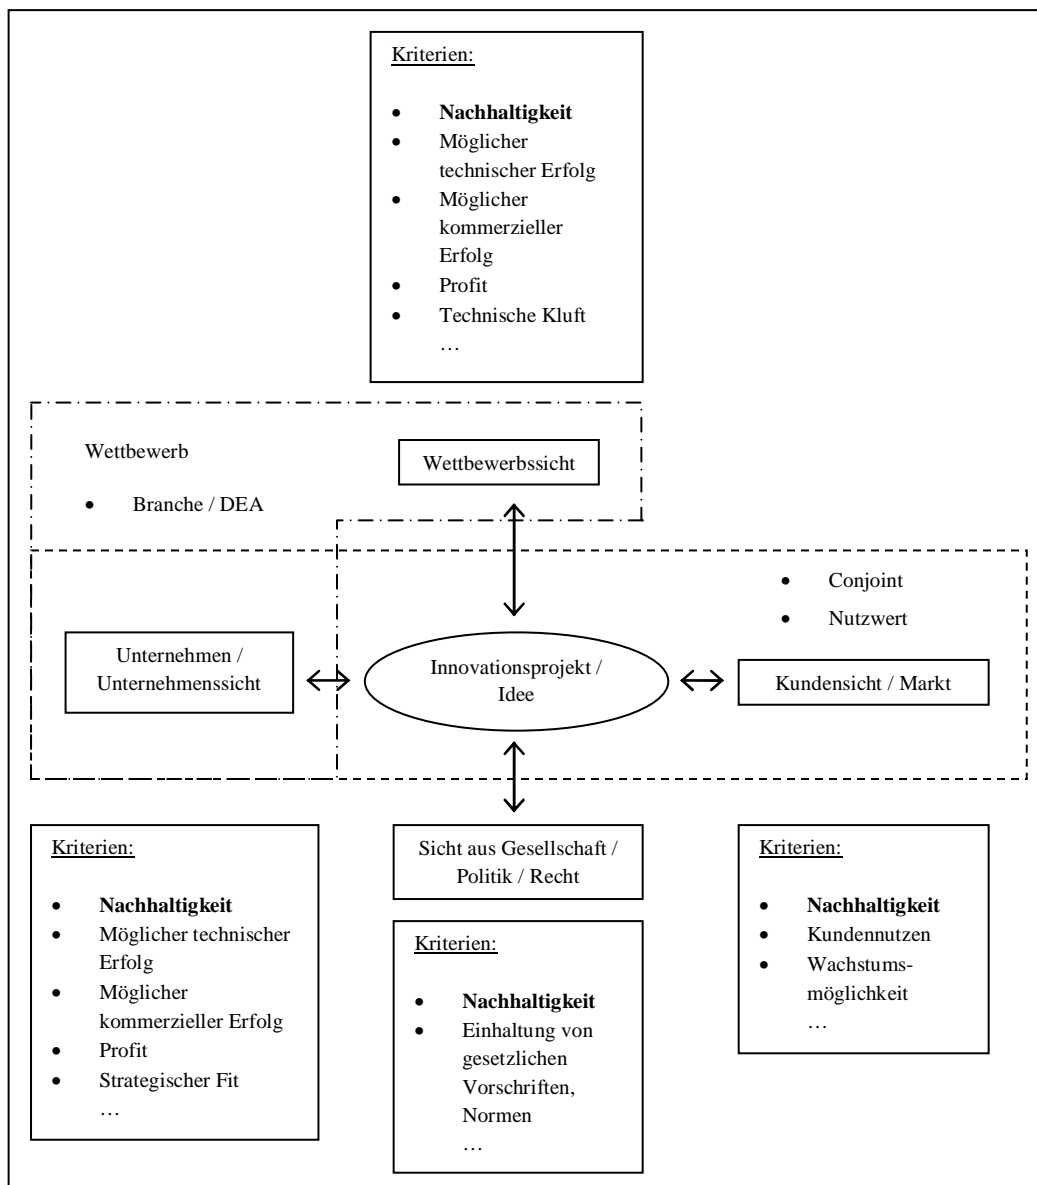 Kriterien:
• Nachhaltigkeit
• Möglicher
technischer Erfolg
• Möglicher
kommerzieller
Erfolg
• Profit
• Technische Kluft
…
Wettbewerb
• Branche / DEA
Wettbewerbssicht
• Conjoint
• Nutzwert
Unternehmen /
Unternehmenssicht
Innovationsprojekt /
Idee
Kundensicht / Markt
Kriterien:
• Nachhaltigkeit
• Möglicher technischer
Erfolg
• Möglicher
kommerzieller Erfolg
• Profit
• Strategischer Fit
…
Sicht aus Gesellschaft /
Politik / Recht
Kriterien:
• Nachhaltigkeit
• Einhaltung von
gesetzlichen
Vorschriften,
Normen
…
Kriterien:
• Nachhaltigkeit
• Kundennutzen
• Wachstums-
möglichkeit
…